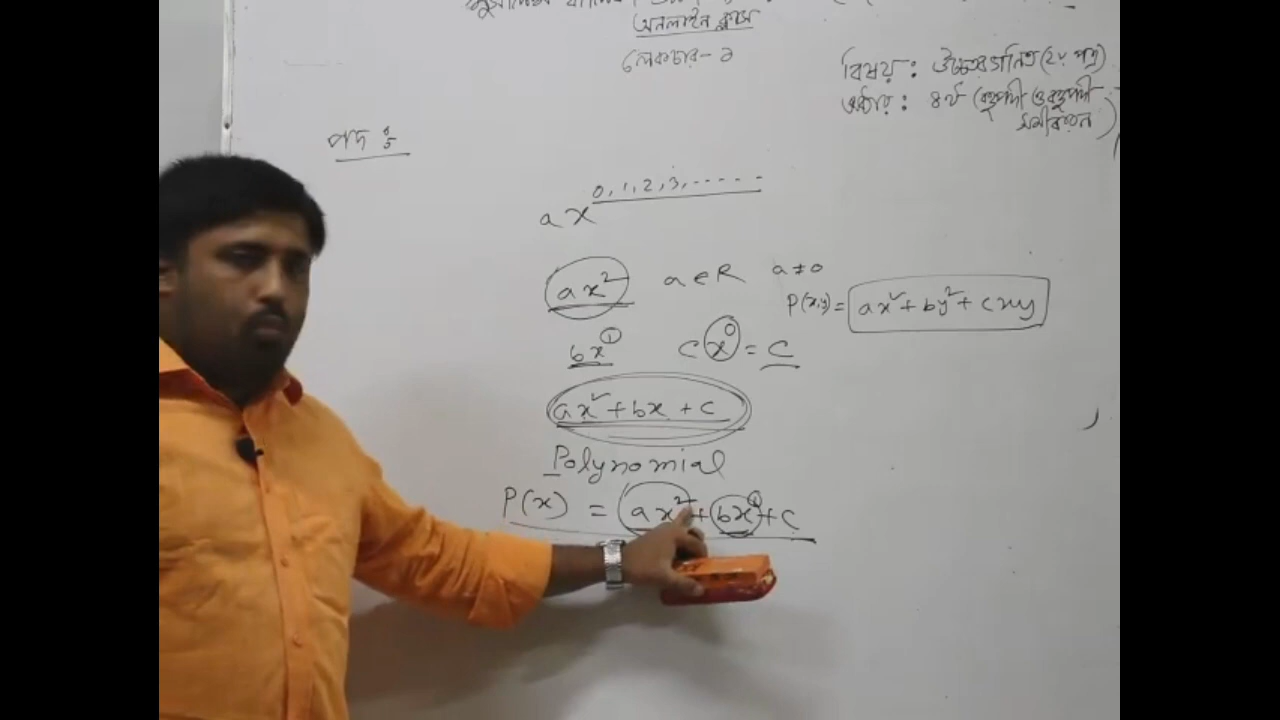 অনলাইন ক্লাস
লেকচার- ১
বিষয় : উচ্চতর গণিত (২য় পত্র)
অধ্যায় : ৪র্থ (বহুপদী ও বহুপদী
সমীকরণ)
পদ :
ax^0, 1, 2, 3, ------
ax² a ∈ R a ≠ 0
P(x,y) = ax² + by² + cxy
bx¹ cx⁰ = c
ax² + bx + c
Polynomial
P(x) = ax² + bx¹ + c